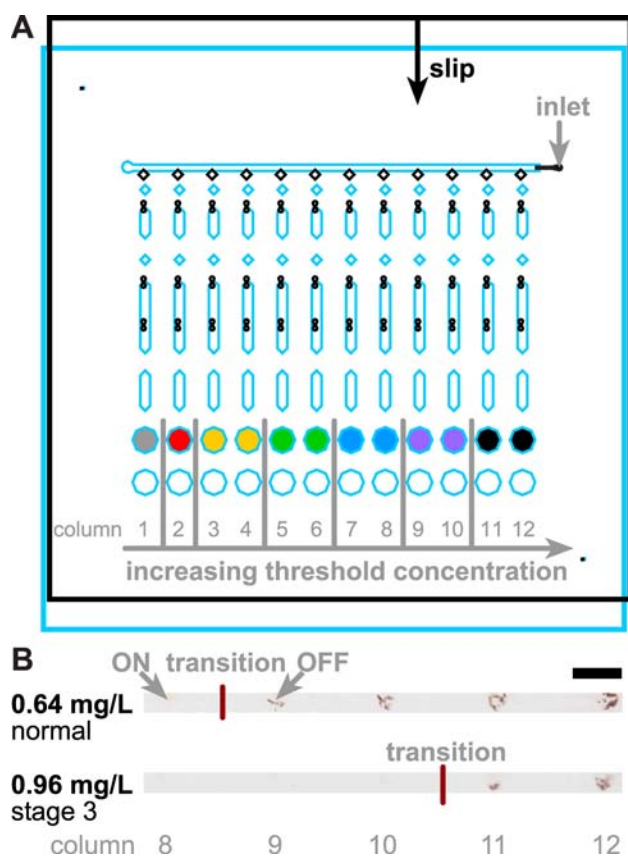 A
slip
inlet
column 1 2 3 4 5 6 7 8 9 10 11 12
increasing threshold concentration
B
ON transition OFF
0.64 mg/L
normal
transition
0.96 mg/L
stage 3
column 8 9 10 11 12